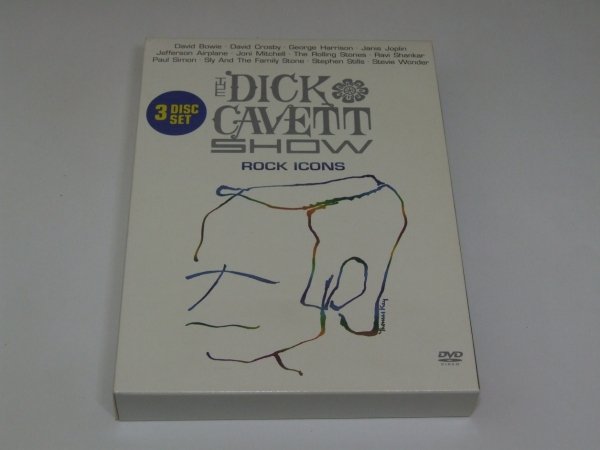 David Bowie · David Crosby · George Harrison · Janis Joplin
Jefferson Airplane · Joni Mitchell · The Rolling Stones · Ravi Shankar
Paul Simon · Sly And The Family Stone · Stephen Stills · Stevie Wonder
3 DISC
SET
THE DICK
CAVETT
SHOW
ROCK ICONS
DVD
VIDEO